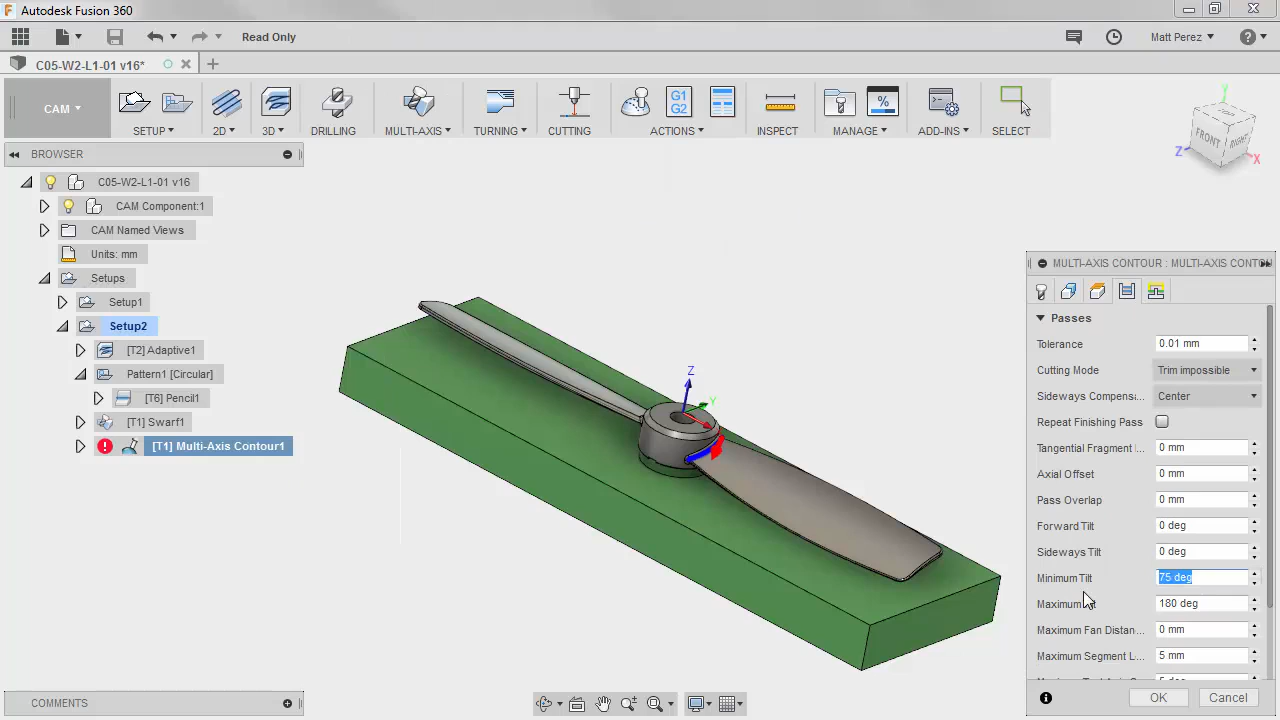 Autodesk Fusion 360
Read Only
Matt Perez
C05-W2-L1-01 v16*
CAM
SETUP
2D
3D
DRILLING
MULTI-AXIS
TURNING
CUTTING
G1
G2
ACTIONS
INSPECT
%
MANAGE
ADD-INS
SELECT
Y
FRONT
RIGHT
Z
X
BROWSER
C05-W2-L1-01 v16
CAM Component:1
CAM Named Views
Units: mm
Setups
Setup1
Setup2
[T2] Adaptive1
Pattern1 [Circular]
[T6] Pencil1
[T1] Swarf1
[T1] Multi-Axis Contour1
Z
Y
MULTI-AXIS CONTOUR : MULTI-AXIS CONTOU
Passes
Tolerance 0.01 mm
Cutting Mode Trim impossible
Sideways Compensa... Center
Repeat Finishing Pass
Tangential Fragment 0 mm
Axial Offset 0 mm
Pass Overlap 0 mm
Forward Tilt 0 deg
Sideways Tilt 0 deg
Minimum Tilt 75 deg
Maximum 180 deg
Maximum Fan Distan... 0 mm
Maximum Segment L... 5 mm
OK
Cancel
COMMENTS